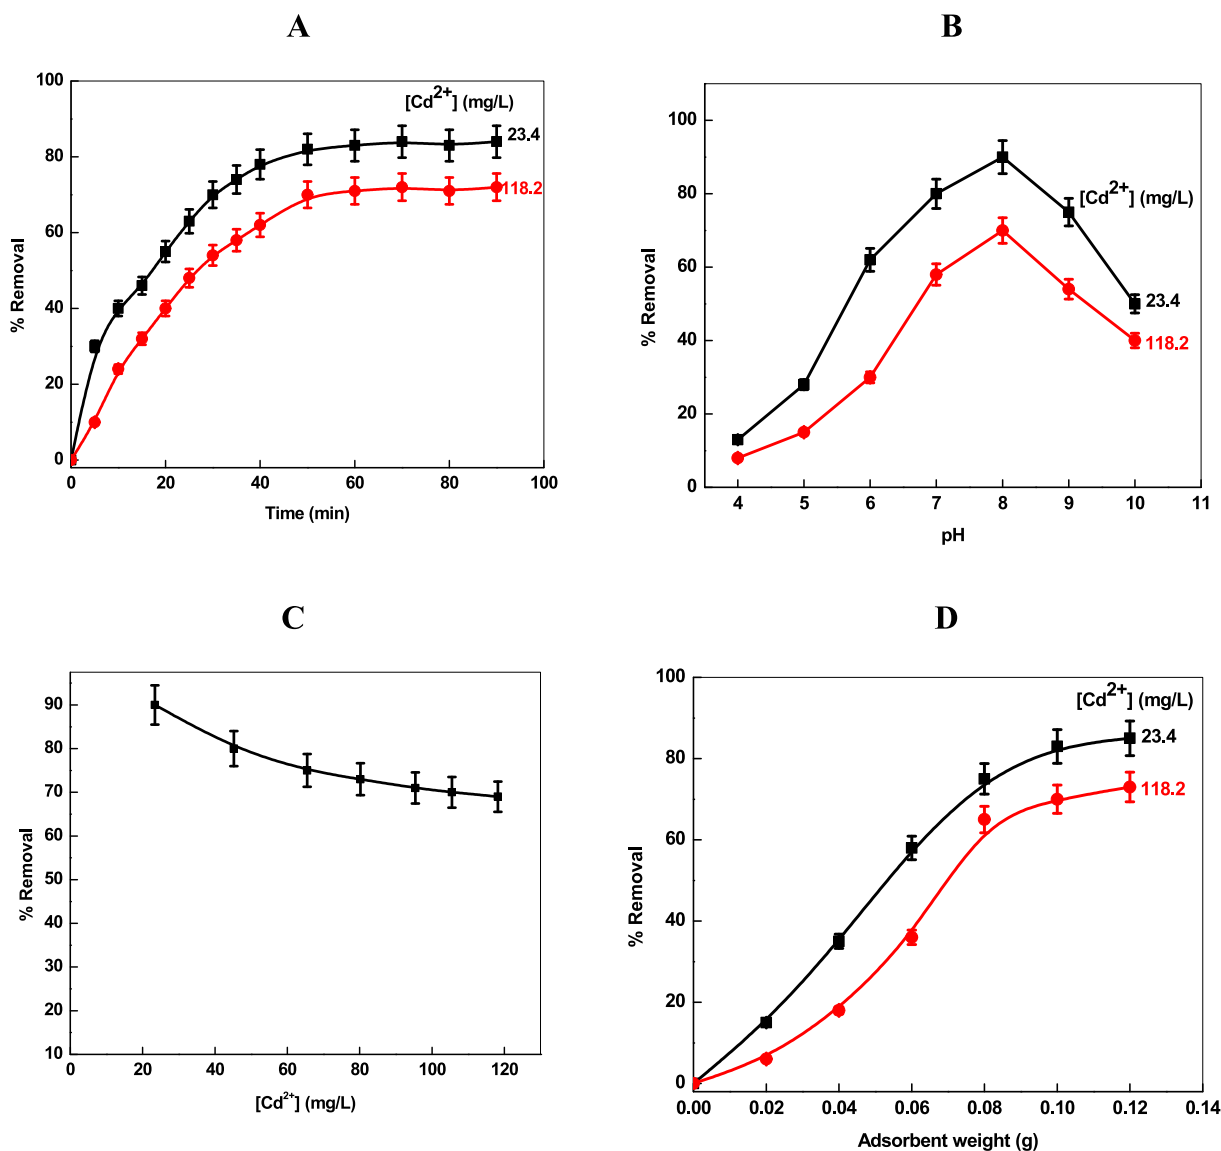 A
100
80
60
40
20
0
% Removal
[Cd2+] (mg/L)
23.4
118.2
0 20 40 60 80 100
Time (min)
B
100
80
60
40
20
0
% Removal
[Cd2+] (mg/L)
23.4
118.2
4 5 6 7 8 9 10 11
pH
C
90
80
70
60
50
40
30
20
10
% Removal
0 20 40 60 80 100 120
[Cd2+] (mg/L)
D
100
80
60
40
20
0
% Removal
[Cd2+] (mg/L)
23.4
118.2
0.00 0.02 0.04 0.06 0.08 0.10 0.12 0.14
Adsorbent weight (g)